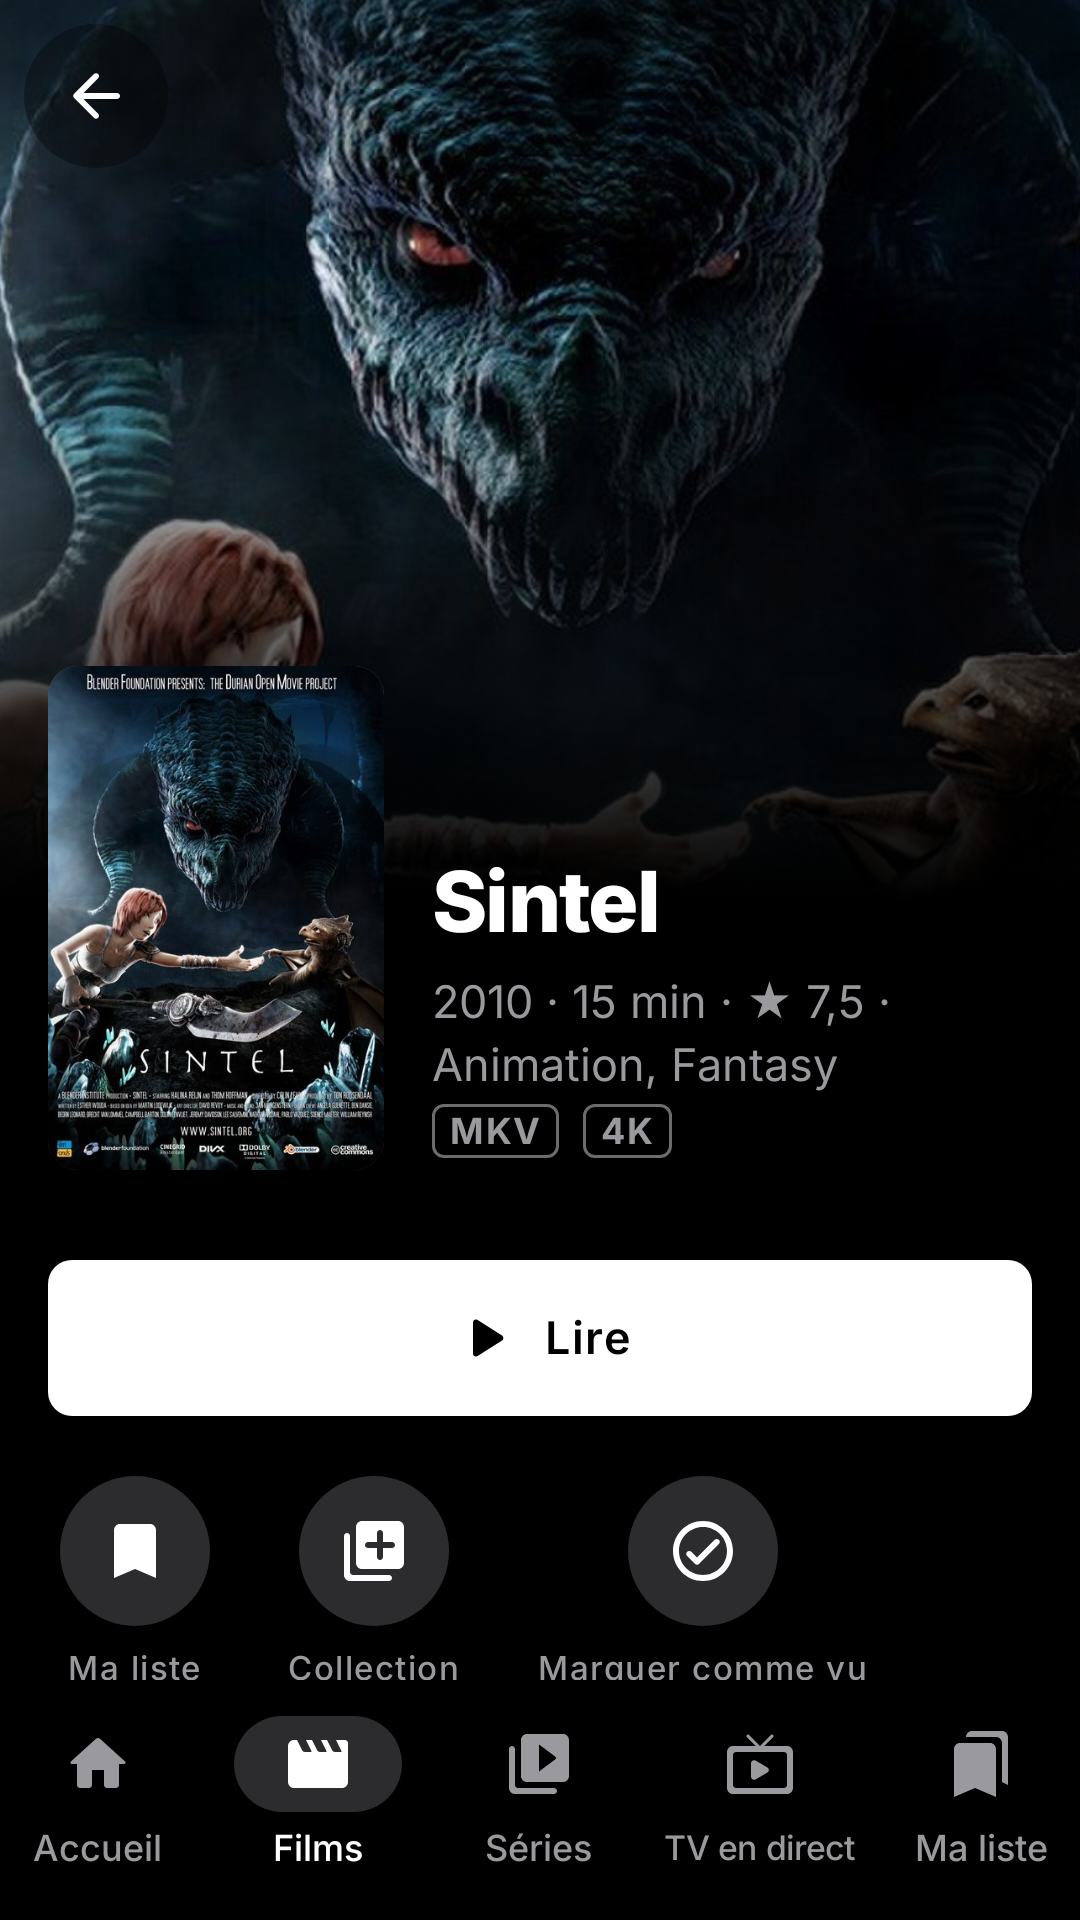 BLENDER FOUNDATION PRESENTS: THE DURIAN OPEN MOVIE PROJECT
SINTEL
WWW.SINTEL.ORG
Sintel
2010 · 15 min · ★ 7,5 ·
Animation, Fantasy
MKV 4K
Lire
Ma liste Collection Marquer comme vu
Accueil Films Séries TV en direct Ma liste